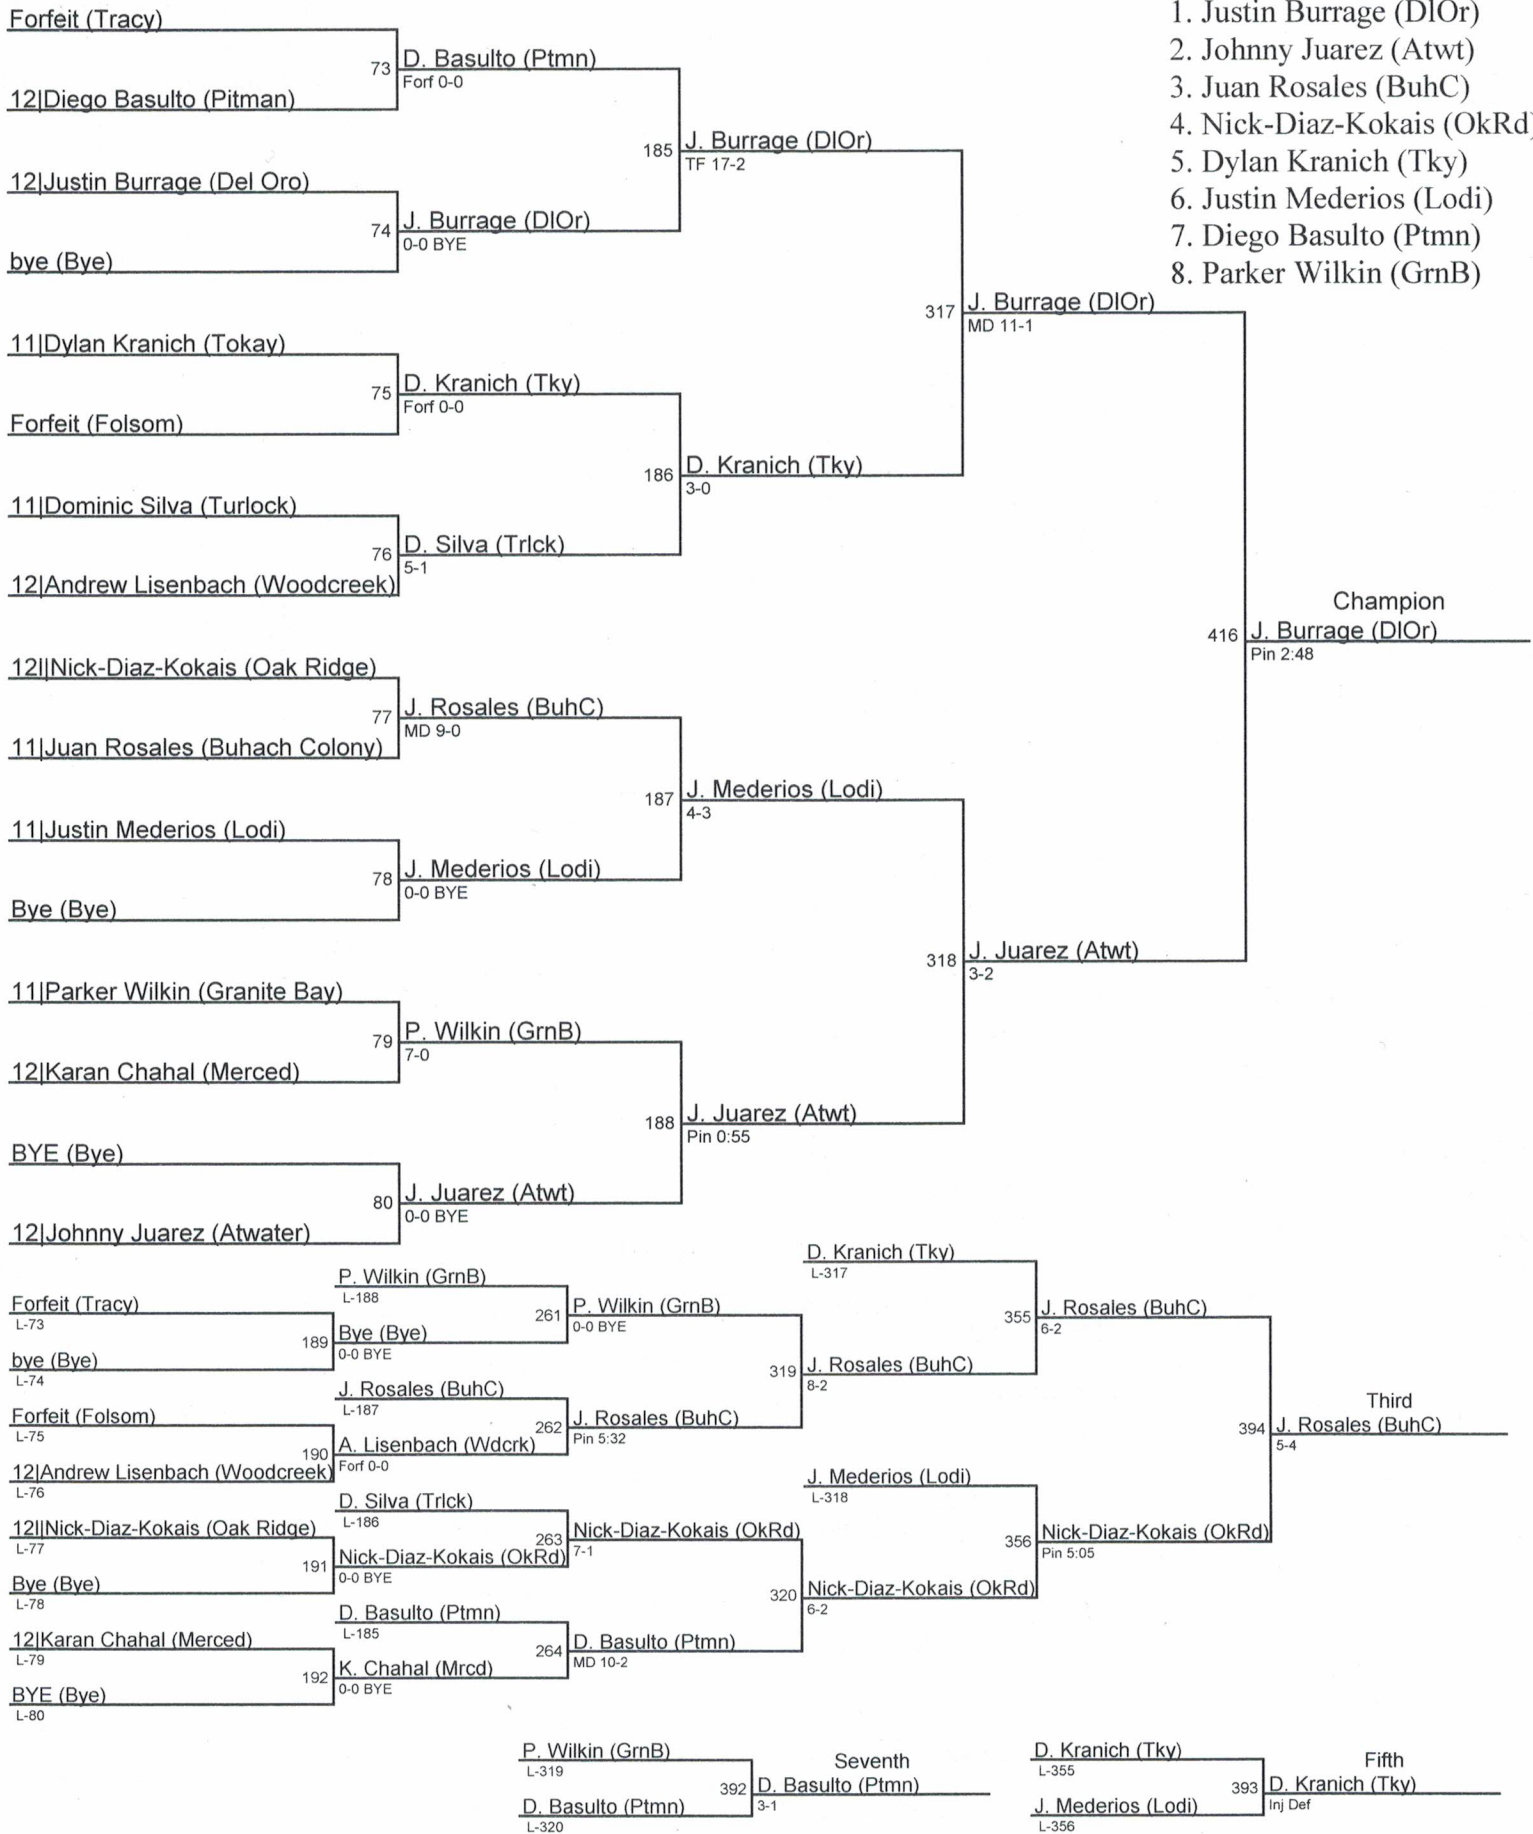 1. Justin Burrage (DlOr)
2. Johnny Juarez (Atwt)
3. Juan Rosales (BuhC)
4. Nick-Diaz-Kokais (OkRd)
5. Dylan Kranich (Tky)
6. Justin Mederios (Lodi)
7. Diego Basulto (Ptmn)
8. Parker Wilkin (GrnB)
Forfeit (Tracy)
73 D. Basulto (Ptmn)
Forf 0-0
12|Diego Basulto (Pitman)
185 J. Burrage (DlOr)
TF 17-2
12|Justin Burrage (Del Oro)
74 J. Burrage (DlOr)
0-0 BYE
bye (Bye)
317 J. Burrage (DlOr)
MD 11-1
11|Dylan Kranich (Tokay)
75 D. Kranich (Tky)
Forf 0-0
Forfeit (Folsom)
186 D. Kranich (Tky)
3-0
11|Dominic Silva (Turlock)
76 D. Silva (Trlck)
5-1
12|Andrew Lisenbach (Woodcreek)
Champion
416 J. Burrage (DlOr)
Pin 2:48
12||Nick-Diaz-Kokais (Oak Ridge)
77 J. Rosales (BuhC)
MD 9-0
11|Juan Rosales (Buhach Colony)
187 J. Mederios (Lodi)
4-3
11|Justin Mederios (Lodi)
78 J. Mederios (Lodi)
0-0 BYE
Bye (Bye)
318 J. Juarez (Atwt)
3-2
11|Parker Wilkin (Granite Bay)
79 P. Wilkin (GrnB)
7-0
12|Karan Chahal (Merced)
188 J. Juarez (Atwt)
Pin 0:55
BYE (Bye)
80 J. Juarez (Atwt)
0-0 BYE
12|Johnny Juarez (Atwater)
D. Kranich (Tky)
L-317
P. Wilkin (GrnB)
L-188
Forfeit (Tracy)
L-73
261 P. Wilkin (GrnB)
0-0 BYE
355 J. Rosales (BuhC)
6-2
189 Bye (Bye)
0-0 BYE
bye (Bye)
L-74
319 J. Rosales (BuhC)
8-2
J. Rosales (BuhC)
L-187
Forfeit (Folsom)
L-75
262 J. Rosales (BuhC)
Pin 5:32
Third
394 J. Rosales (BuhC)
5-4
190 A. Lisenbach (Wdcrk)
Forf 0-0
12|Andrew Lisenbach (Woodcreek)
L-76
J. Mederios (Lodi)
L-318
D. Silva (Trlck)
L-186
12||Nick-Diaz-Kokais (Oak Ridge)
L-77
263 Nick-Diaz-Kokais (OkRd)
7-1
356 Nick-Diaz-Kokais (OkRd)
Pin 5:05
191 Nick-Diaz-Kokais (OkRd)
0-0 BYE
Bye (Bye)
L-78
320 Nick-Diaz-Kokais (OkRd)
6-2
D. Basulto (Ptmn)
L-185
12|Karan Chahal (Merced)
L-79
264 D. Basulto (Ptmn)
MD 10-2
192 K. Chahal (Mrcd)
0-0 BYE
BYE (Bye)
L-80
P. Wilkin (GrnB)
L-319
Seventh
392 D. Basulto (Ptmn)
3-1
D. Basulto (Ptmn)
L-320
D. Kranich (Tky)
L-355
Fifth
393 D. Kranich (Tky)
Inj Def
J. Mederios (Lodi)
L-356